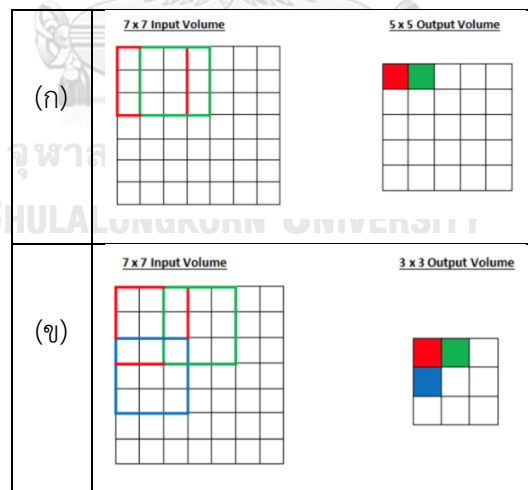 7 x 7 Input Volume
5 x 5 Output Volume
(ก)
7 x 7 Input Volume
3 x 3 Output Volume
(ข)